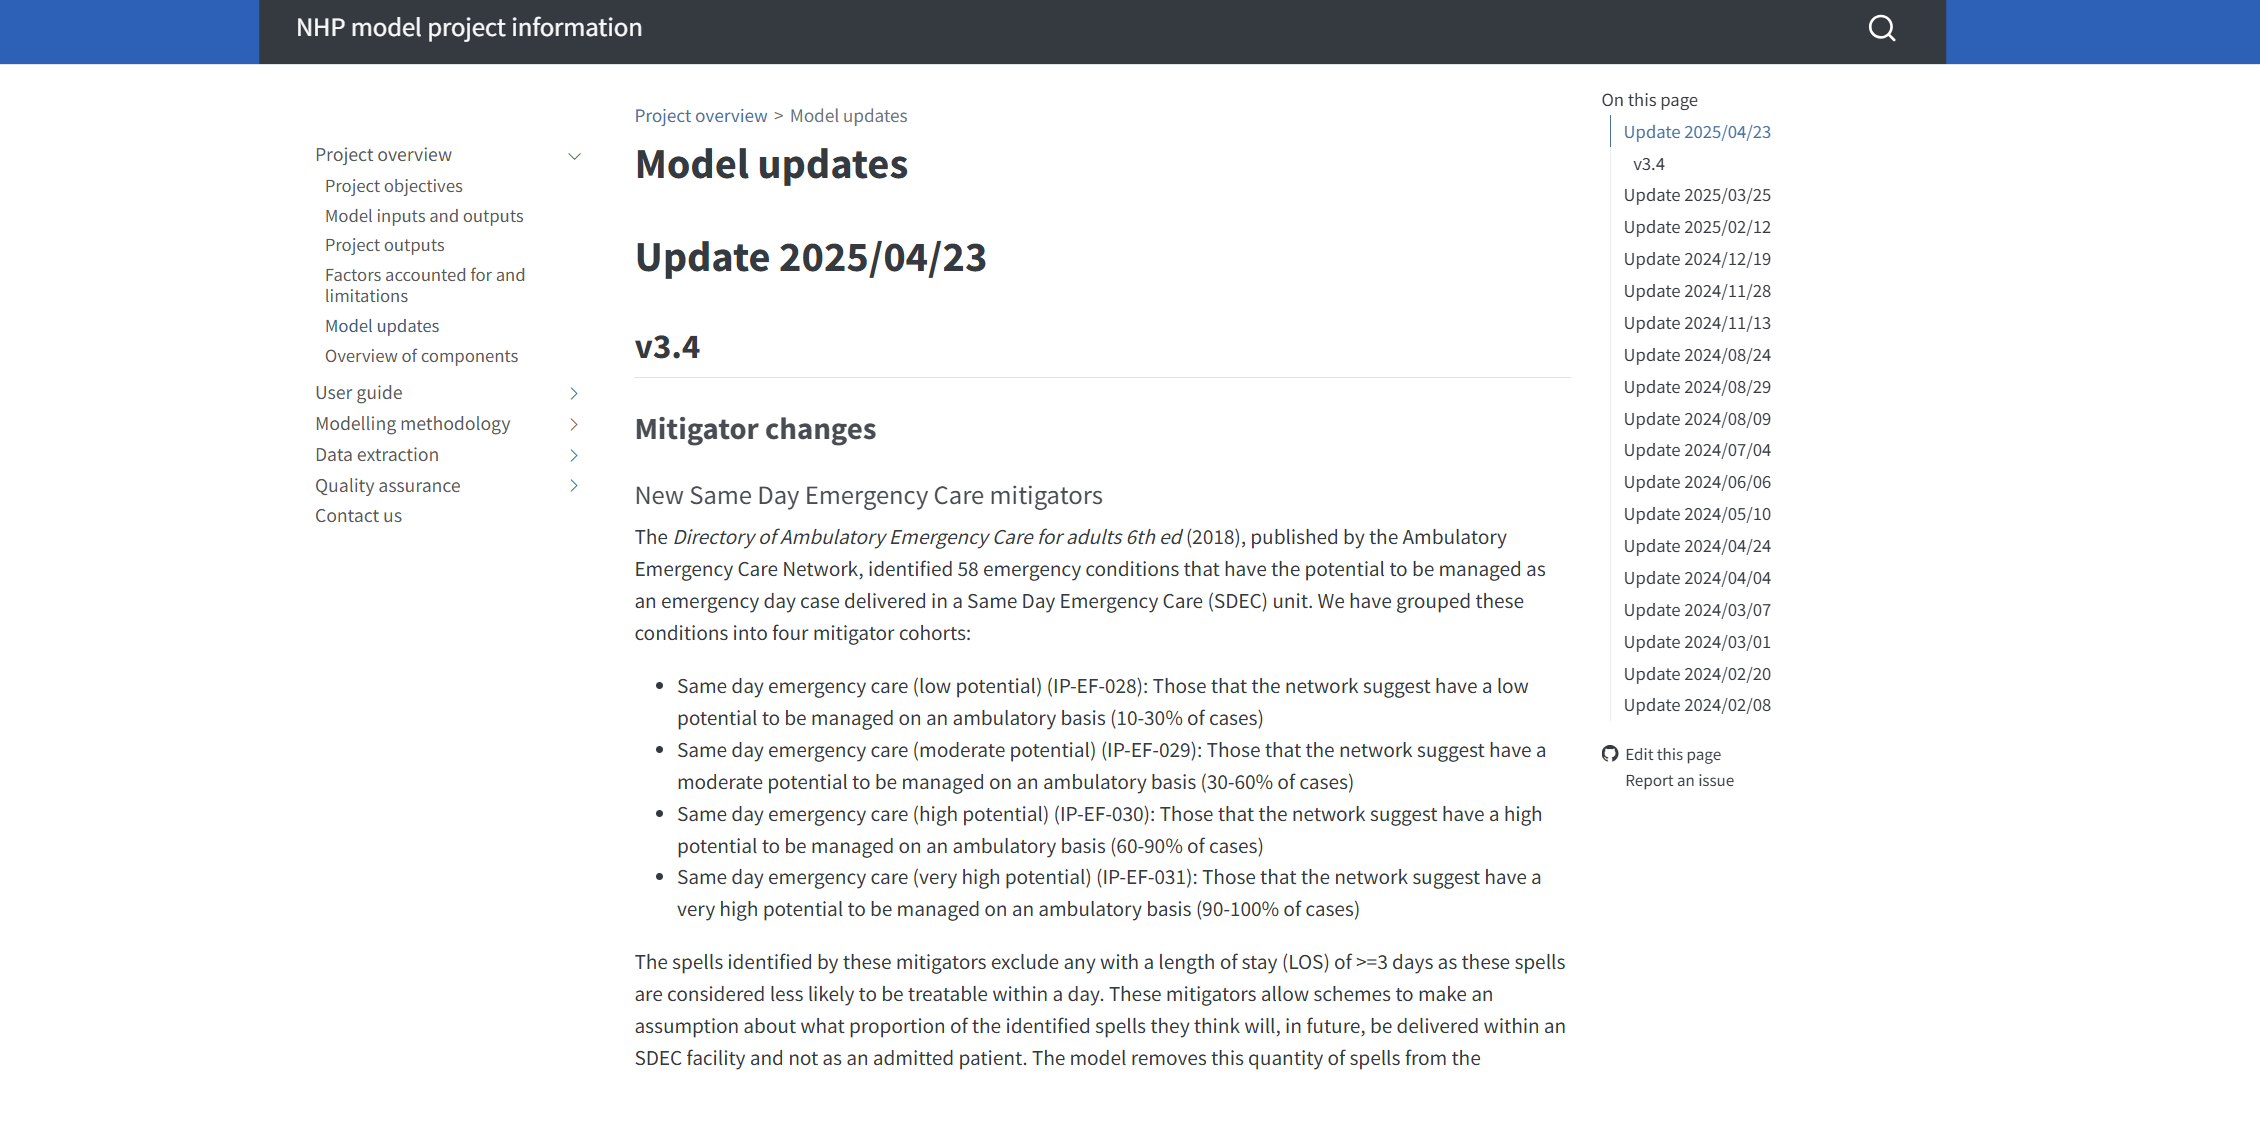 NHP model project information
Project overview
Project objectives
Model inputs and outputs
Project outputs
Factors accounted for and
limitations
Model updates
Overview of components
User guide
Modelling methodology
Data extraction
Quality assurance
Contact us
Project overview > Model updates
Model updates
Update 2025/04/23
v3.4
Mitigator changes
New Same Day Emergency Care mitigators
The Directory of Ambulatory Emergency Care for adults 6th ed (2018), published by the Ambulatory
Emergency Care Network, identified 58 emergency conditions that have the potential to be managed as
an emergency day case delivered in a Same Day Emergency Care (SDEC) unit. We have grouped these
conditions into four mitigator cohorts:
• Same day emergency care (low potential) (IP-EF-028): Those that the network suggest have a low
potential to be managed on an ambulatory basis (10-30% of cases)
• Same day emergency care (moderate potential) (IP-EF-029): Those that the network suggest have a
moderate potential to be managed on an ambulatory basis (30-60% of cases)
• Same day emergency care (high potential) (IP-EF-030): Those that the network suggest have a high
potential to be managed on an ambulatory basis (60-90% of cases)
• Same day emergency care (very high potential) (IP-EF-031): Those that the network suggest have a
very high potential to be managed on an ambulatory basis (90-100% of cases)
The spells identified by these mitigators exclude any with a length of stay (LOS) of >=3 days as these spells
are considered less likely to be treatable within a day. These mitigators allow schemes to make an
assumption about what proportion of the identified spells they think will, in future, be delivered within an
SDEC facility and not as an admitted patient. The model removes this quantity of spells from the
On this page
Update 2025/04/23
v3.4
Update 2025/03/25
Update 2025/02/12
Update 2024/12/19
Update 2024/11/28
Update 2024/11/13
Update 2024/08/24
Update 2024/08/29
Update 2024/08/09
Update 2024/07/04
Update 2024/06/06
Update 2024/05/10
Update 2024/04/24
Update 2024/04/04
Update 2024/03/07
Update 2024/03/01
Update 2024/02/20
Update 2024/02/08
Edit this page
Report an issue